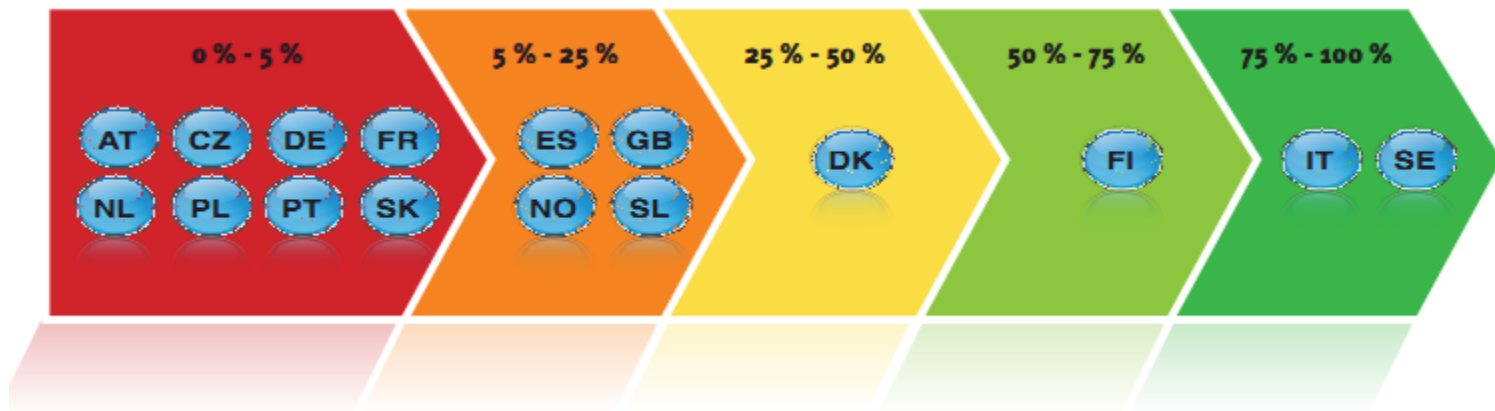 0 % - 5 % 5 % - 25 % 25 % - 50 % 50 % - 75 % 75 % - 100 %
AT CZ DE FR ES GB DK FI IT SE
NL PL PT SK NO SL